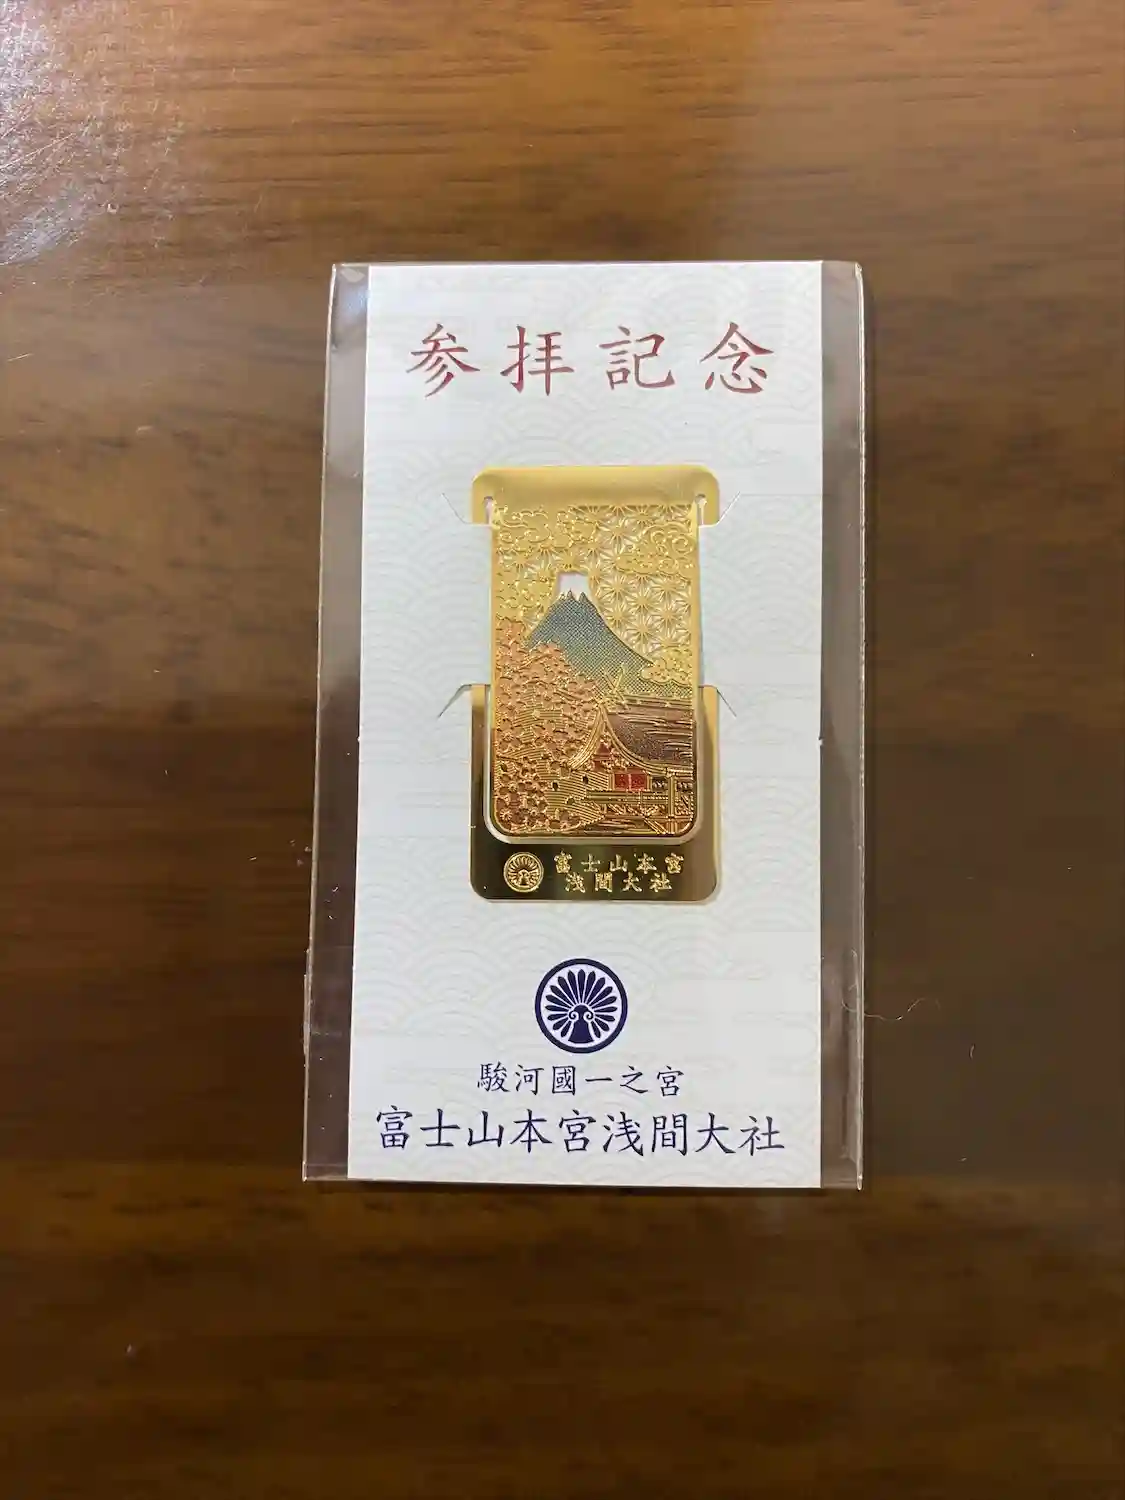 参拝記念
富士山本宮
浅間大社
駿河國一之宮
富士山本宮浅間大社